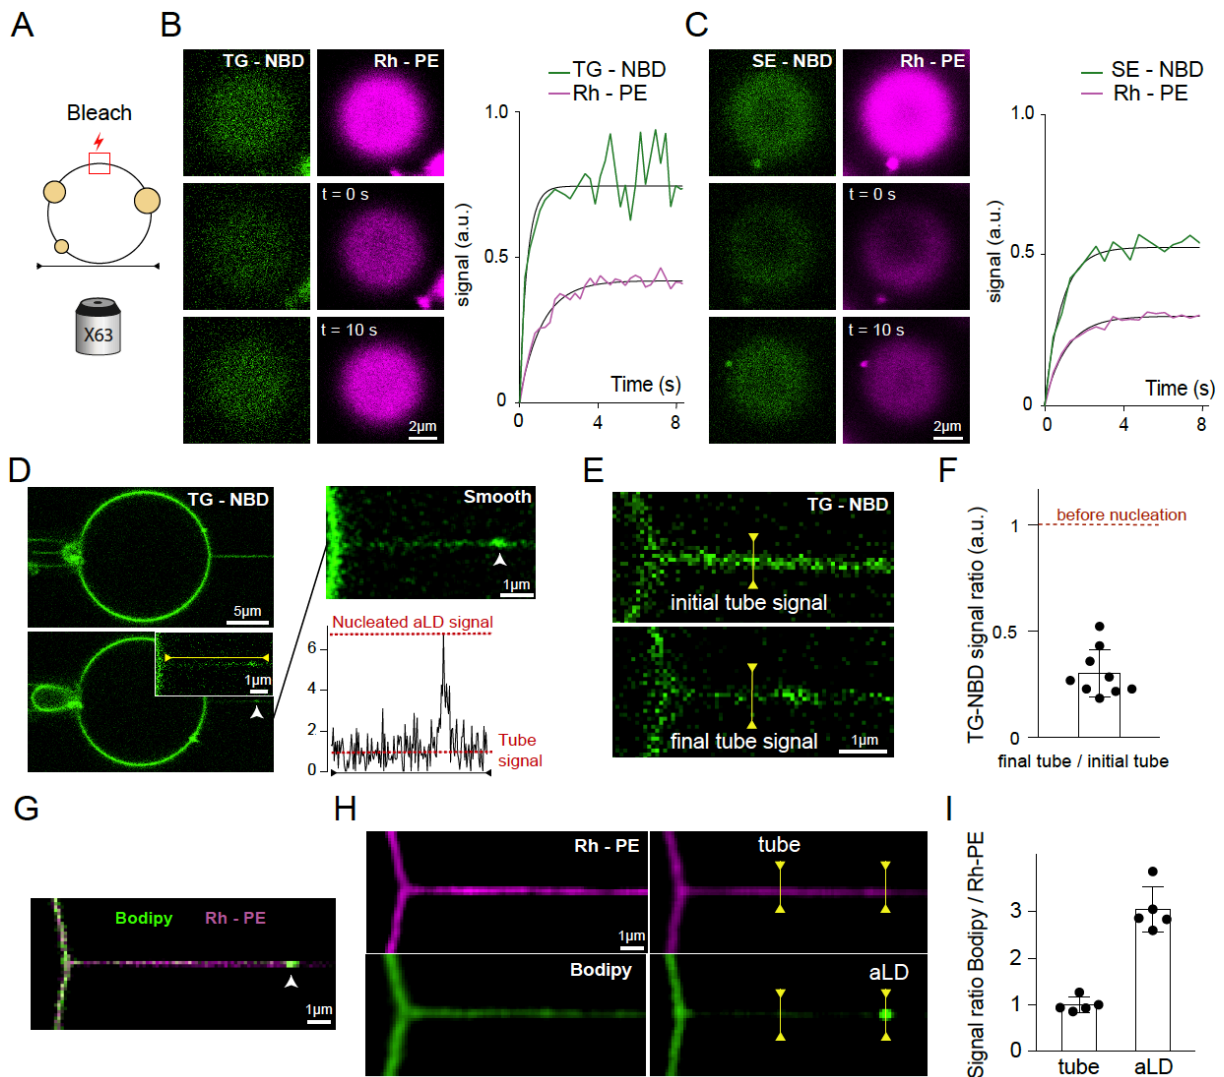 A
Bleach
X63
B
TG - NBD
Rh - PE
t = 0 s
t = 10 s
2µm
TG - NBD
Rh - PE
1.0
0.5
0
signal (a.u.)
Time (s)
0 4 8
C
SE - NBD
Rh - PE
t = 0 s
t = 10 s
2µm
SE - NBD
Rh - PE
1.0
0.5
0
signal (a.u.)
Time (s)
0 4 8
D
TG - NBD
5µm
1µm
Smooth
1µm
Nucleated aLD signal
6
4
2
0
Tube
signal
E
TG - NBD
initial tube signal
final tube signal
1µm
F
TG-NBD signal ratio (a.u.)
before nucleation
1
0.5
0
final tube / initial tube
G
Bodipy Rh - PE
1µm
H
Rh - PE
1µm
tube
Bodipy
aLD
I
Signal ratio Bodipy / Rh-PE
3
2
1
0
tube aLD